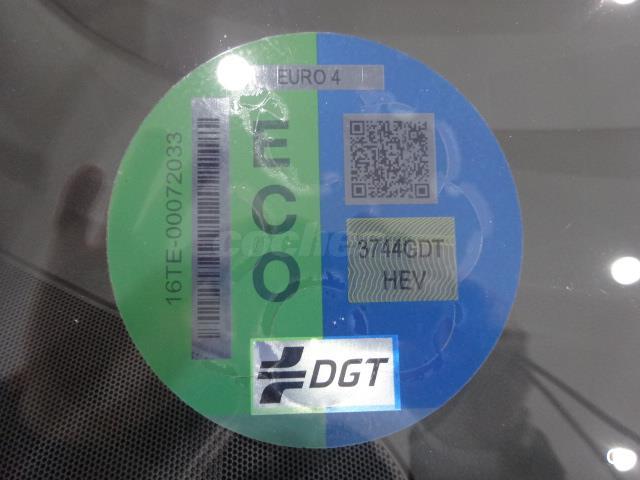 EURO 4
16TE-00072033
ECO
3744GDT
HEV
DGT